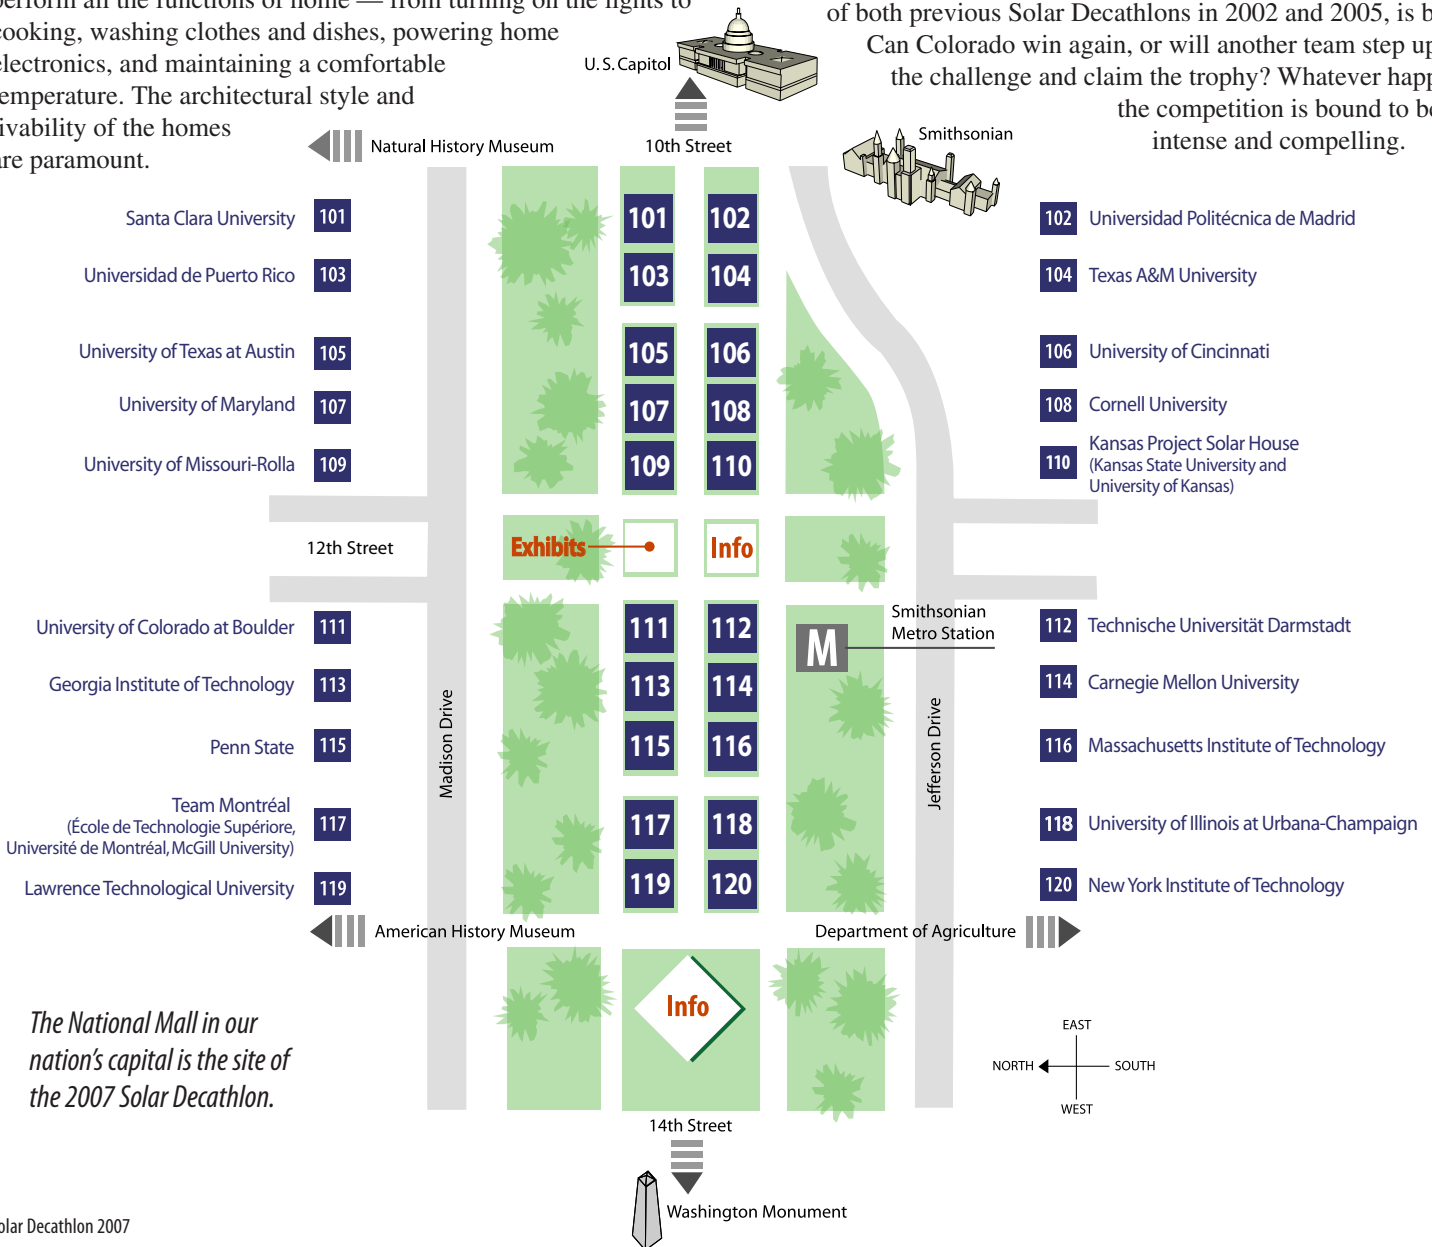 perform all the functions of home — from turning on the lights to
cooking, washing clothes and dishes, powering home
electronics, and maintaining a comfortable
temperature. The architectural style and
livability of the homes
are paramount.
of both previous Solar Decathlons in 2002 and 2005, is b
Can Colorado win again, or will another team step up
the challenge and claim the trophy? Whatever happ
the competition is bound to be
intense and compelling.
U.S. Capitol
Natural History Museum
10th Street
Smithsonian
Santa Clara University 101
Universidad de Puerto Rico 103
University of Texas at Austin 105
University of Maryland 107
University of Missouri-Rolla 109
101 102
103 104
105 106
107 108
109 110
102 Universidad Politécnica de Madrid
104 Texas A&M University
106 University of Cincinnati
108 Cornell University
110 Kansas Project Solar House
(Kansas State University and
University of Kansas)
12th Street
Exhibits
Info
University of Colorado at Boulder 111
Georgia Institute of Technology 113
Penn State 115
Team Montréal
(École de Technologie Supériore,
Université de Montréal, McGill University)
117
Lawrence Technological University 119
Madison Drive
111 112
113 114
115 116
117 118
119 120
M
Smithsonian
Metro Station
Jefferson Drive
112 Technische Universität Darmstadt
114 Carnegie Mellon University
116 Massachusetts Institute of Technology
118 University of Illinois at Urbana-Champaign
120 New York Institute of Technology
American History Museum
Department of Agriculture
Info
The National Mall in our
nation's capital is the site of
the 2007 Solar Decathlon.
EAST
NORTH
SOUTH
WEST
14th Street
Washington Monument
olar Decathlon 2007